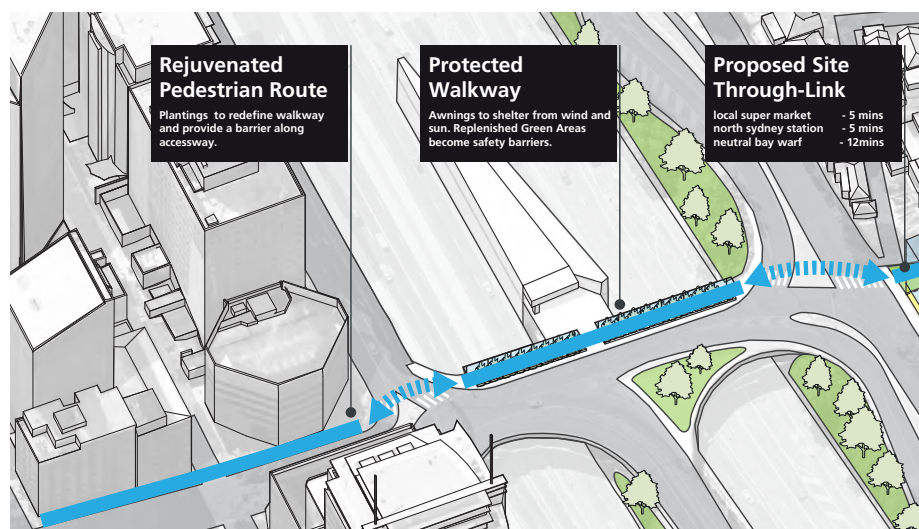 Rejuvenated
Pedestrian Route
Plantings to redefine walkway
and provide a barrier along
accessway.
Protected
Walkway
Awnings to shelter from wind and
sun. Replenished Green Areas
become safety barriers.
Proposed Site
Through-Link
local super market - 5 mins
north sydney station - 5 mins
neutral bay warf - 12mins